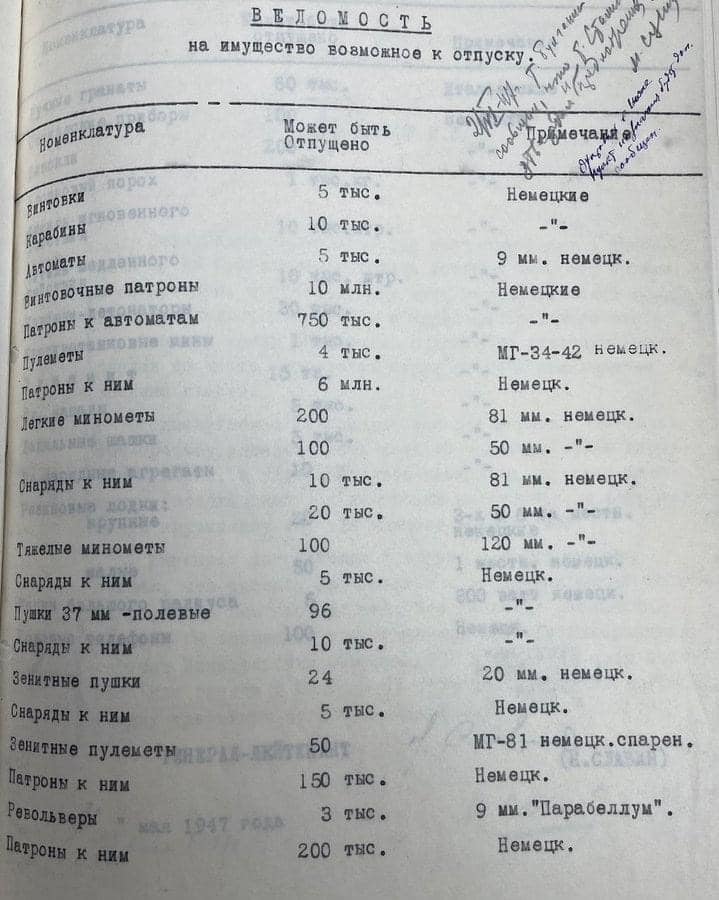 ВЕДОМОСТЬ
на имущество возможное к отпуску.
Номенклатура Может быть Отпущено Примечание
Винтовки 5 тыс. Немецкие
Карабины 10 тыс. -"-
Автоматы 5 тыс. 9 мм. немецк.
Винтовочные патроны 10 млн. Немецкие
Патроны к автоматам 750 тыс. -"-
Пулеметы 4 тыс. МГ-34-42 немецк.
Патроны к ним 6 млн. Немецк.
Легкие минометы 200 81 мм. немецк.
100 50 мм. -"-
Снаряды к ним 10 тыс. 81 мм. немецк.
20 тыс. 50 мм. -"-
Тяжелые минометы 100 120 мм. -"-
Снаряды к ним 5 тыс. Немецк.
Пушки 37 мм -полевые 96 -"-
Снаряды к ним 10 тыс. -"-
Зенитные пушки 24 20 мм. немецк.
Снаряды к ним 5 тыс. Немецк.
Зенитные пулеметы 50 МГ-81 немецк.спарен.
Патроны к ним 150 тыс. Немецк.
Револьверы 3 тыс. 9 мм."Парабеллум".
Патроны к ним 200 тыс. Немецк.